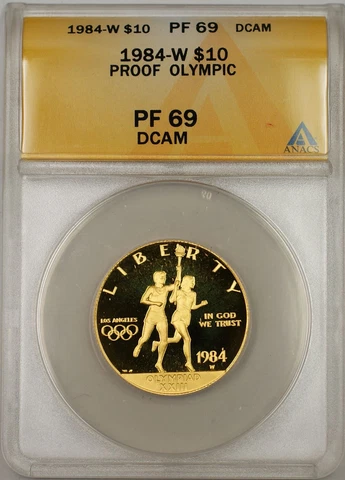 1984-W $10 PF 69 DCAM
1984-W $10
PROOF OLYMPIC
PF 69
DCAM
ANACS
LIBERTY
LOS ANGELES
IN GOD
WE TRUST
1984
W
OLYMPIAD
XXIII